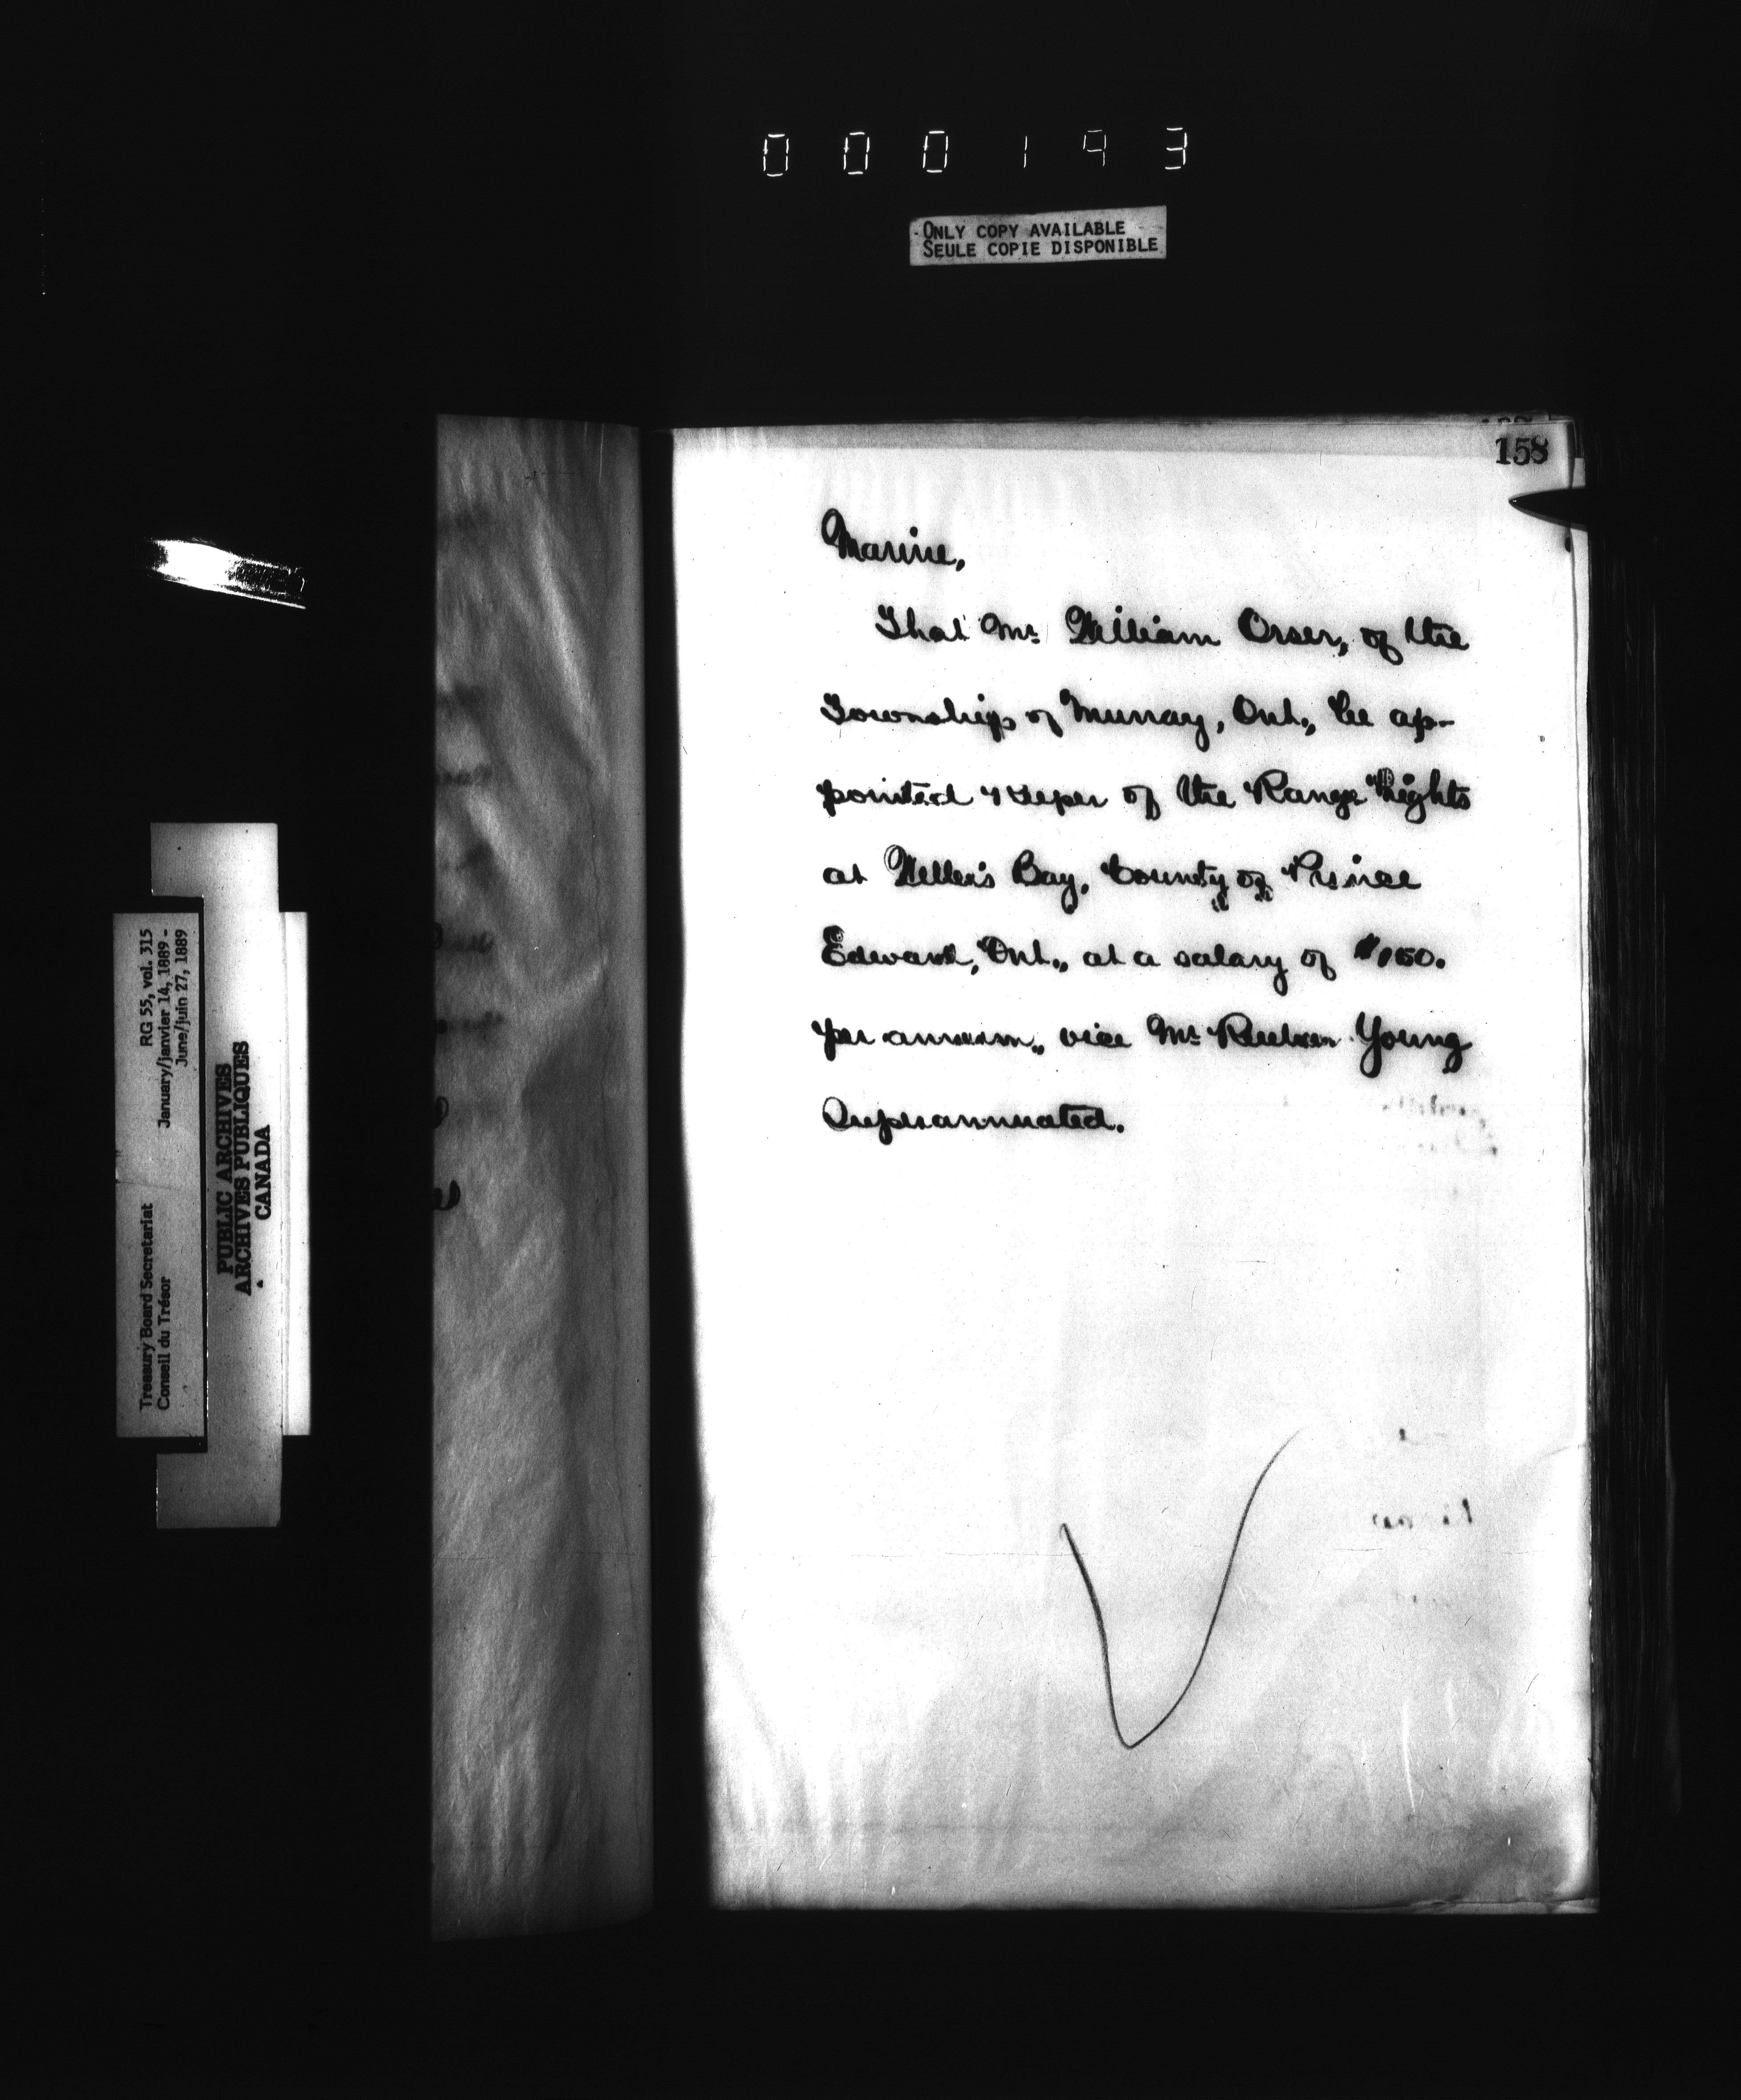 000193
ONLY COPY AVAILABLE
SEULE COPIE DISPONIBLE
158
Marine,
That Mr. William Orser, of the
Township of Murray, Ont., be ap-
pointed Keeper of the Range Lights
at Weller's Bay, County of Prince
Edward, Ont., at a salary of $150.
per annum, vice Mr. Reuben Young
Superannuated.
RG 55, vol. 315
January/janvier 14, 1889 -
June/juin 27, 1889
Treasury Board Secretariat
Conseil du Trésor
PUBLIC ARCHIVES
ARCHIVES PUBLIQUES
CANADA